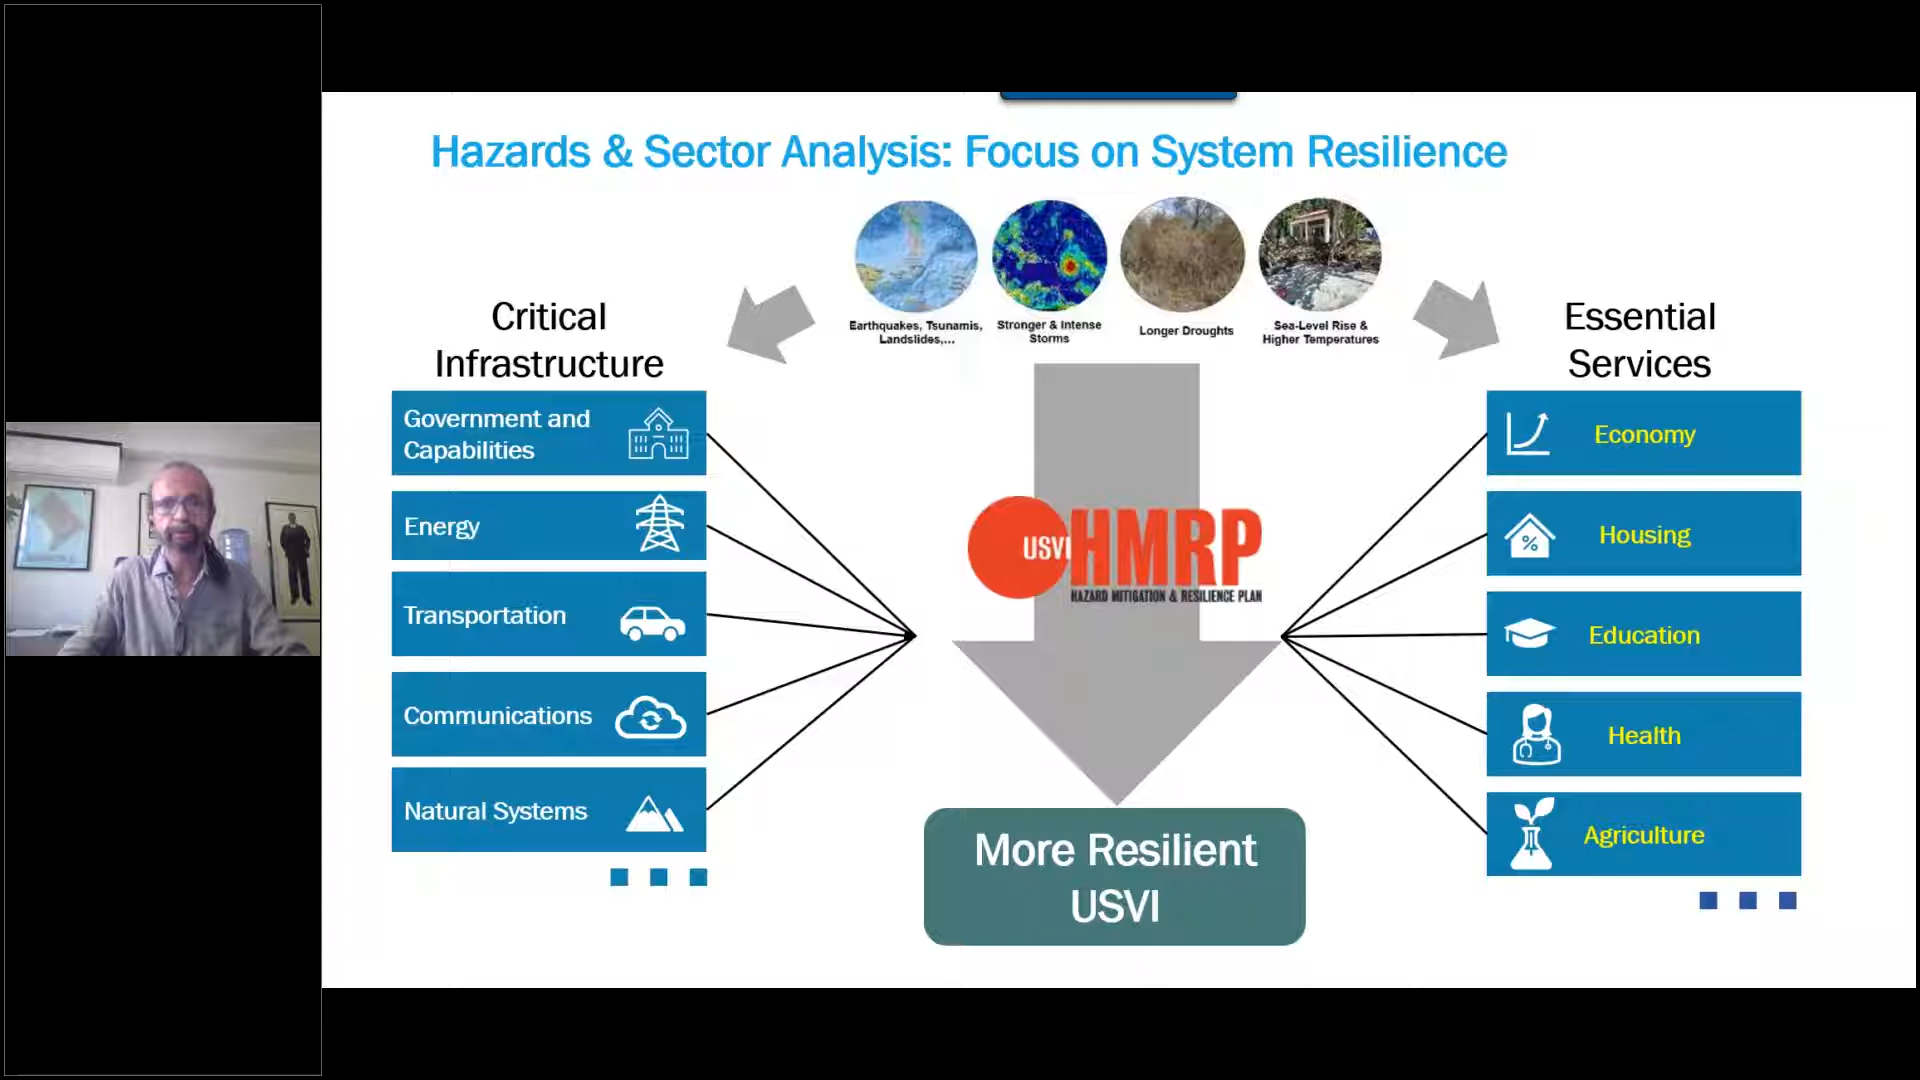 Hazards & Sector Analysis: Focus on System Resilience
Earthquakes, Tsunamis,
Landslides,...
Stronger & Intense
Storms
Longer Droughts
Sea-Level Rise &
Higher Temperatures
Critical
Infrastructure
Government and
Capabilities
Energy
Transportation
Communications
Natural Systems
USVI
HMRP
HAZARD MITIGATION & RESILIENCE PLAN
More Resilient
USVI
Essential
Services
Economy
%
Housing
Education
Health
Agriculture